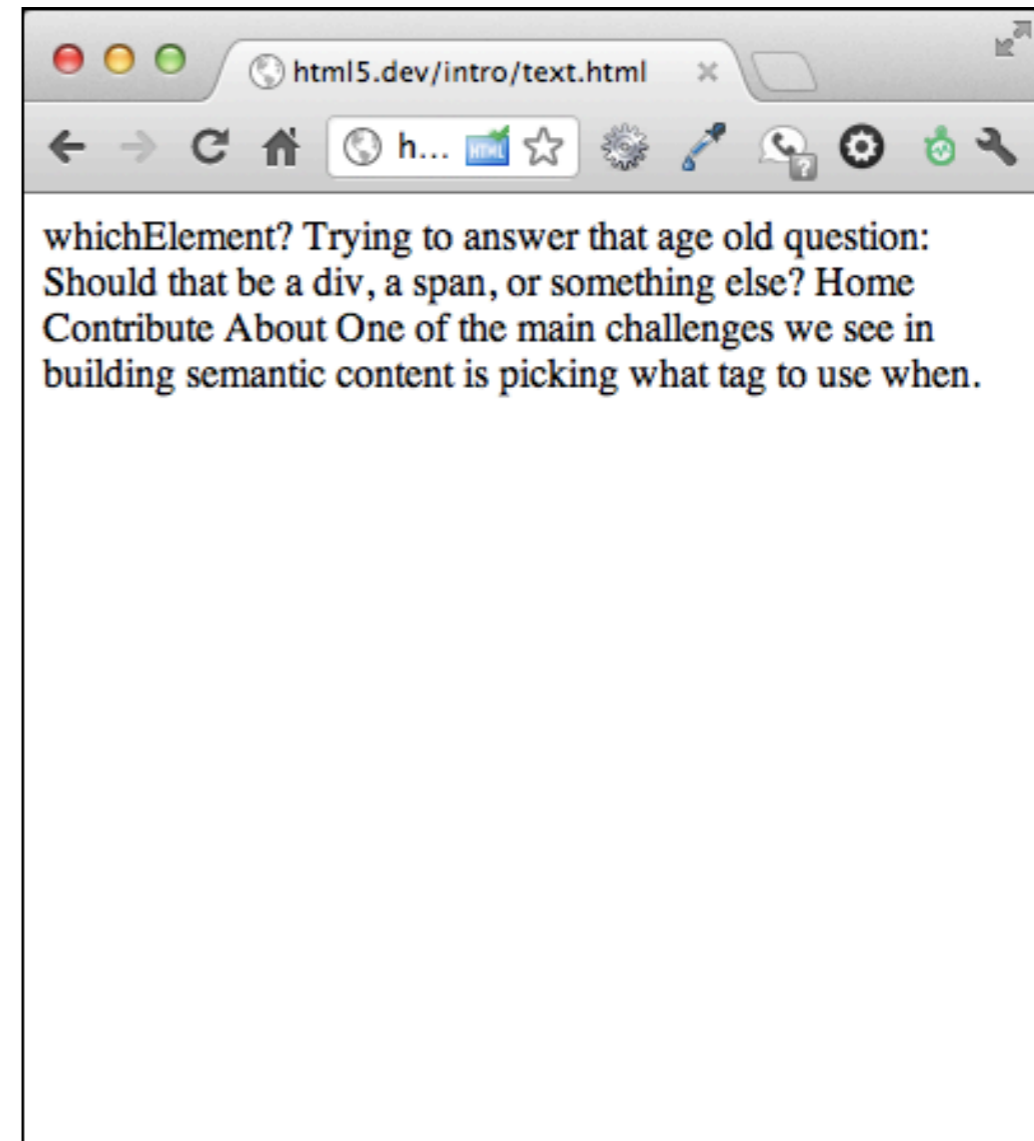 html5.dev/intro/text.html
h... HTML
?
whichElement? Trying to answer that age old question:
Should that be a div, a span, or something else? Home
Contribute About One of the main challenges we see in
building semantic content is picking what tag to use when.